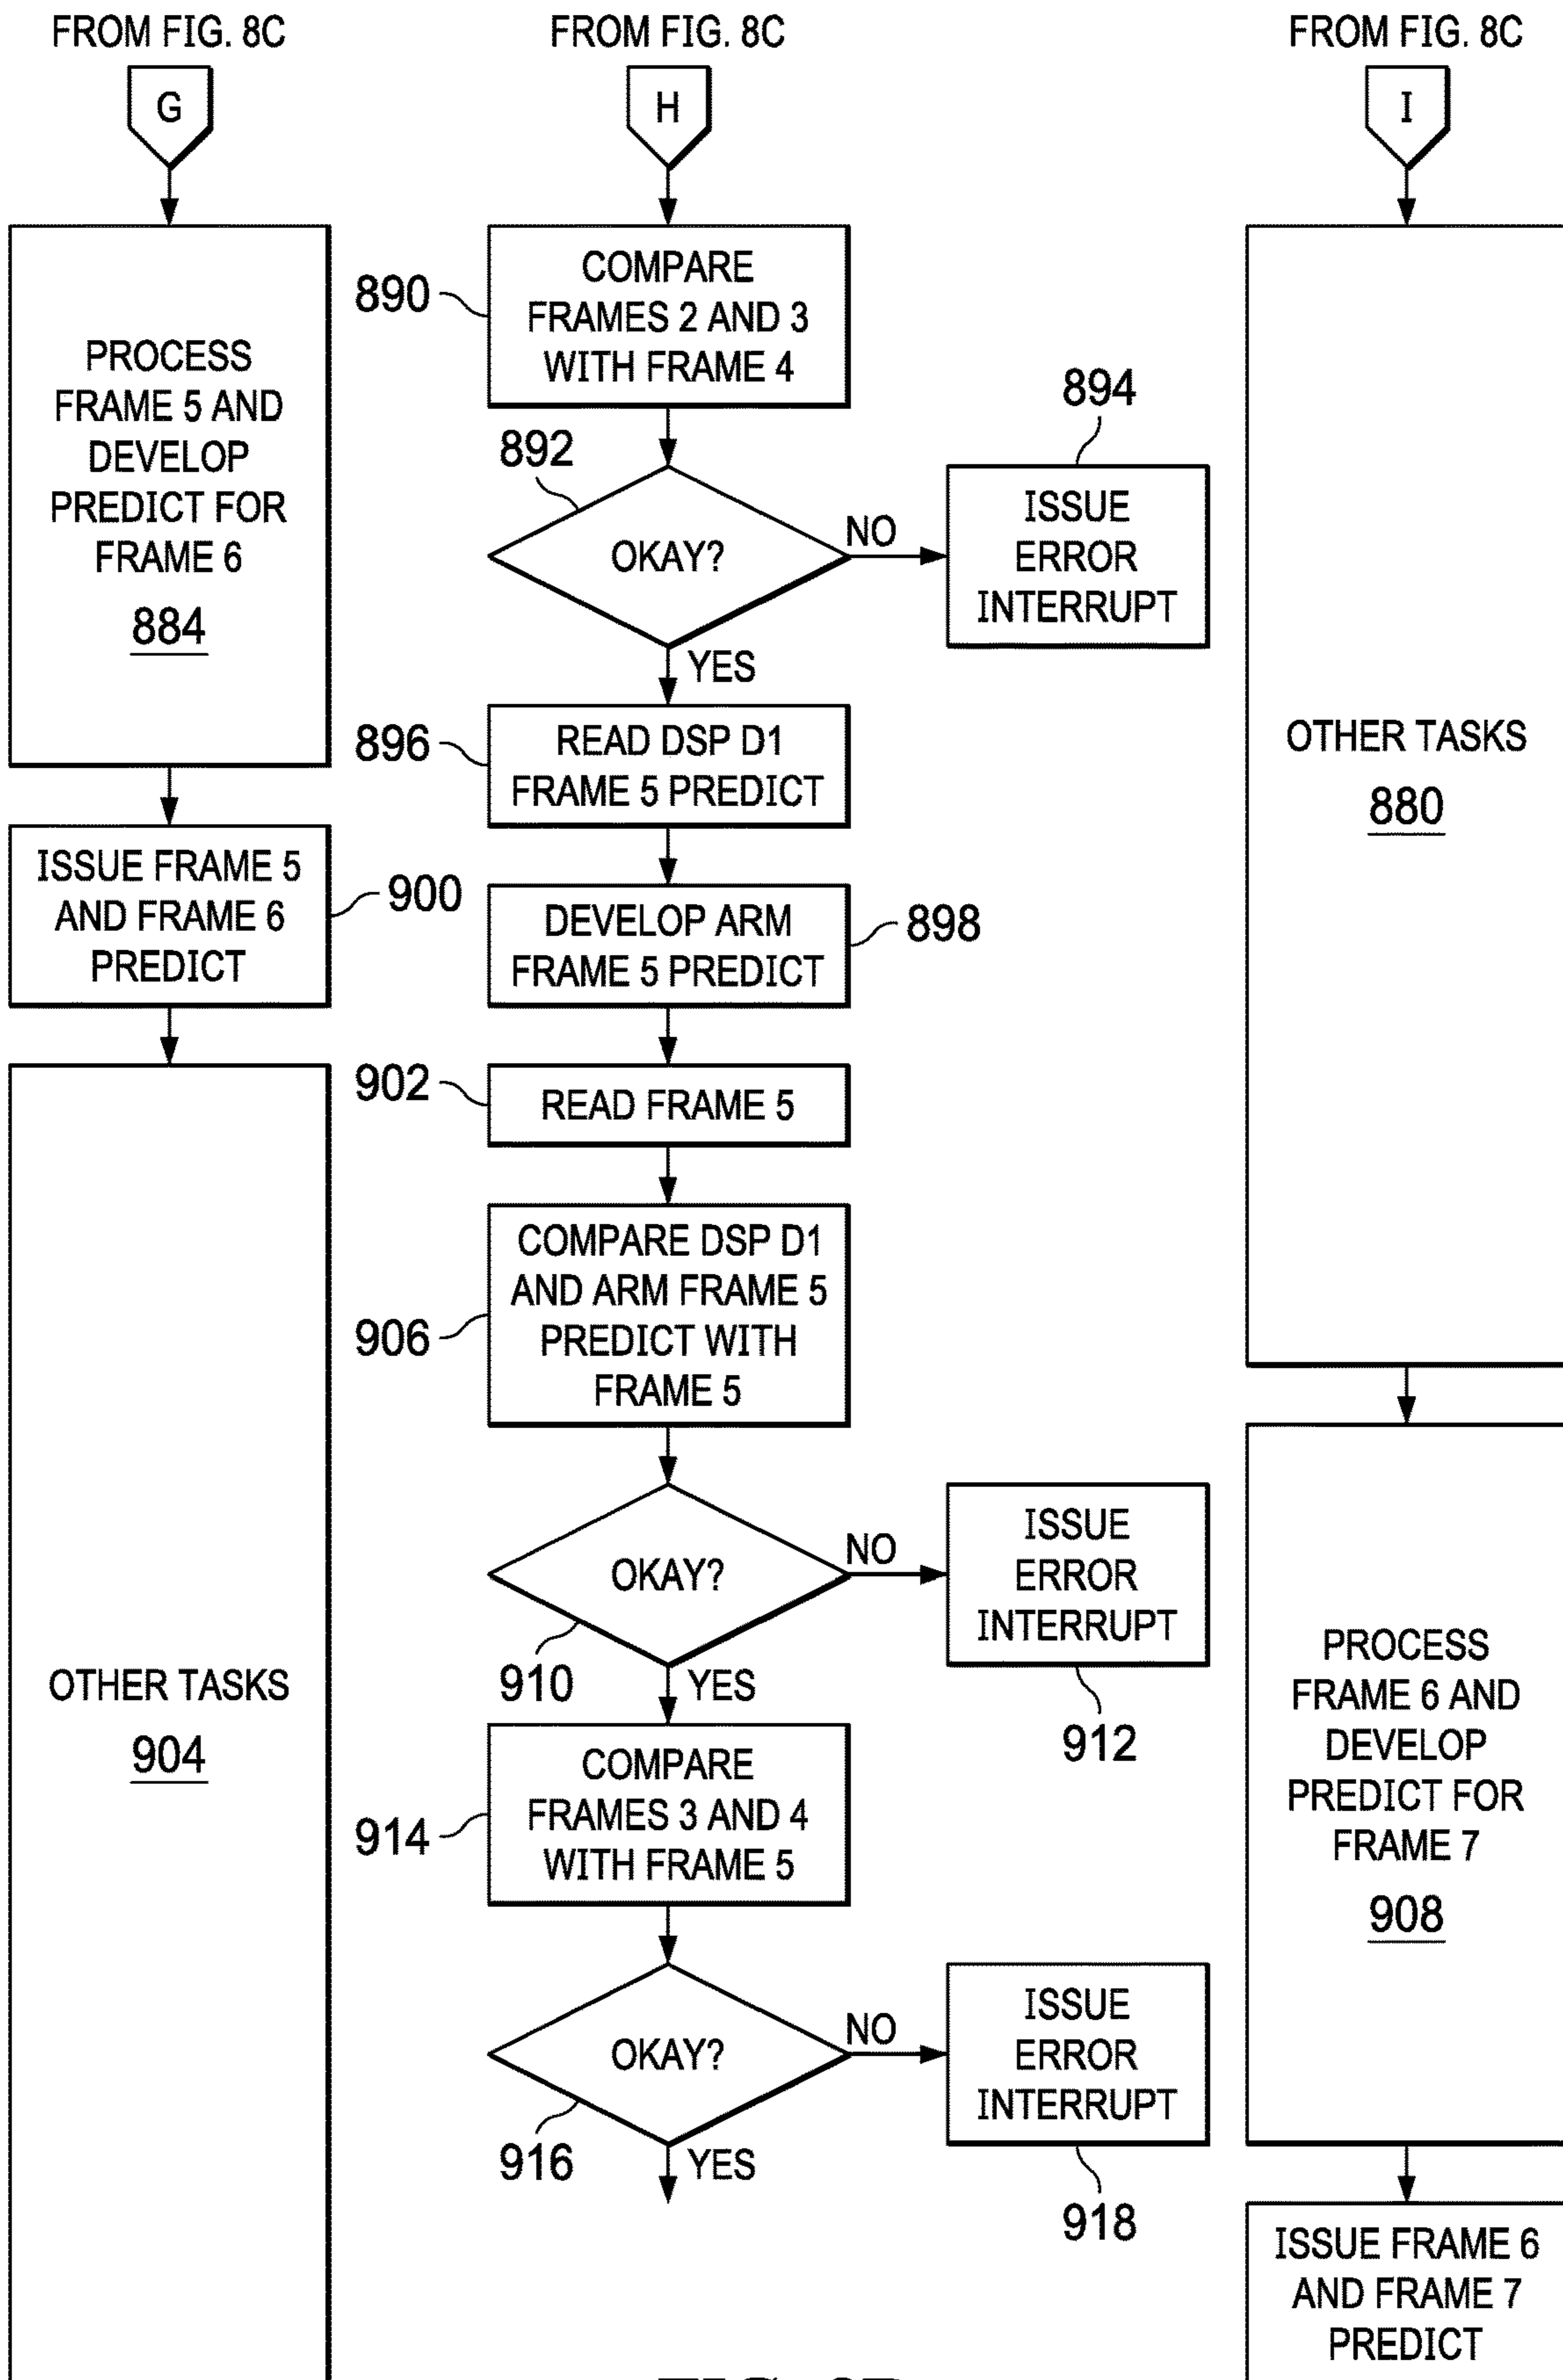 FROM FIG. 8C
G
PROCESS
FRAME 5 AND
DEVELOP
PREDICT FOR
FRAME 6
884
ISSUE FRAME 5
AND FRAME 6
PREDICT
900
OTHER TASKS
904
FROM FIG. 8C
H
890
COMPARE
FRAMES 2 AND 3
WITH FRAME 4
892
OKAY?
NO
894
ISSUE
ERROR
INTERRUPT
YES
896
READ DSP D1
FRAME 5 PREDICT
DEVELOP ARM
FRAME 5 PREDICT
898
902
READ FRAME 5
906
COMPARE DSP D1
AND ARM FRAME 5
PREDICT WITH
FRAME 5
OKAY?
910
NO
ISSUE
ERROR
INTERRUPT
912
YES
914
COMPARE
FRAMES 3 AND 4
WITH FRAME 5
OKAY?
916
NO
ISSUE
ERROR
INTERRUPT
918
YES
FROM FIG. 8C
I
OTHER TASKS
880
PROCESS
FRAME 6 AND
DEVELOP
PREDICT FOR
FRAME 7
908
ISSUE FRAME 6
AND FRAME 7
PREDICT